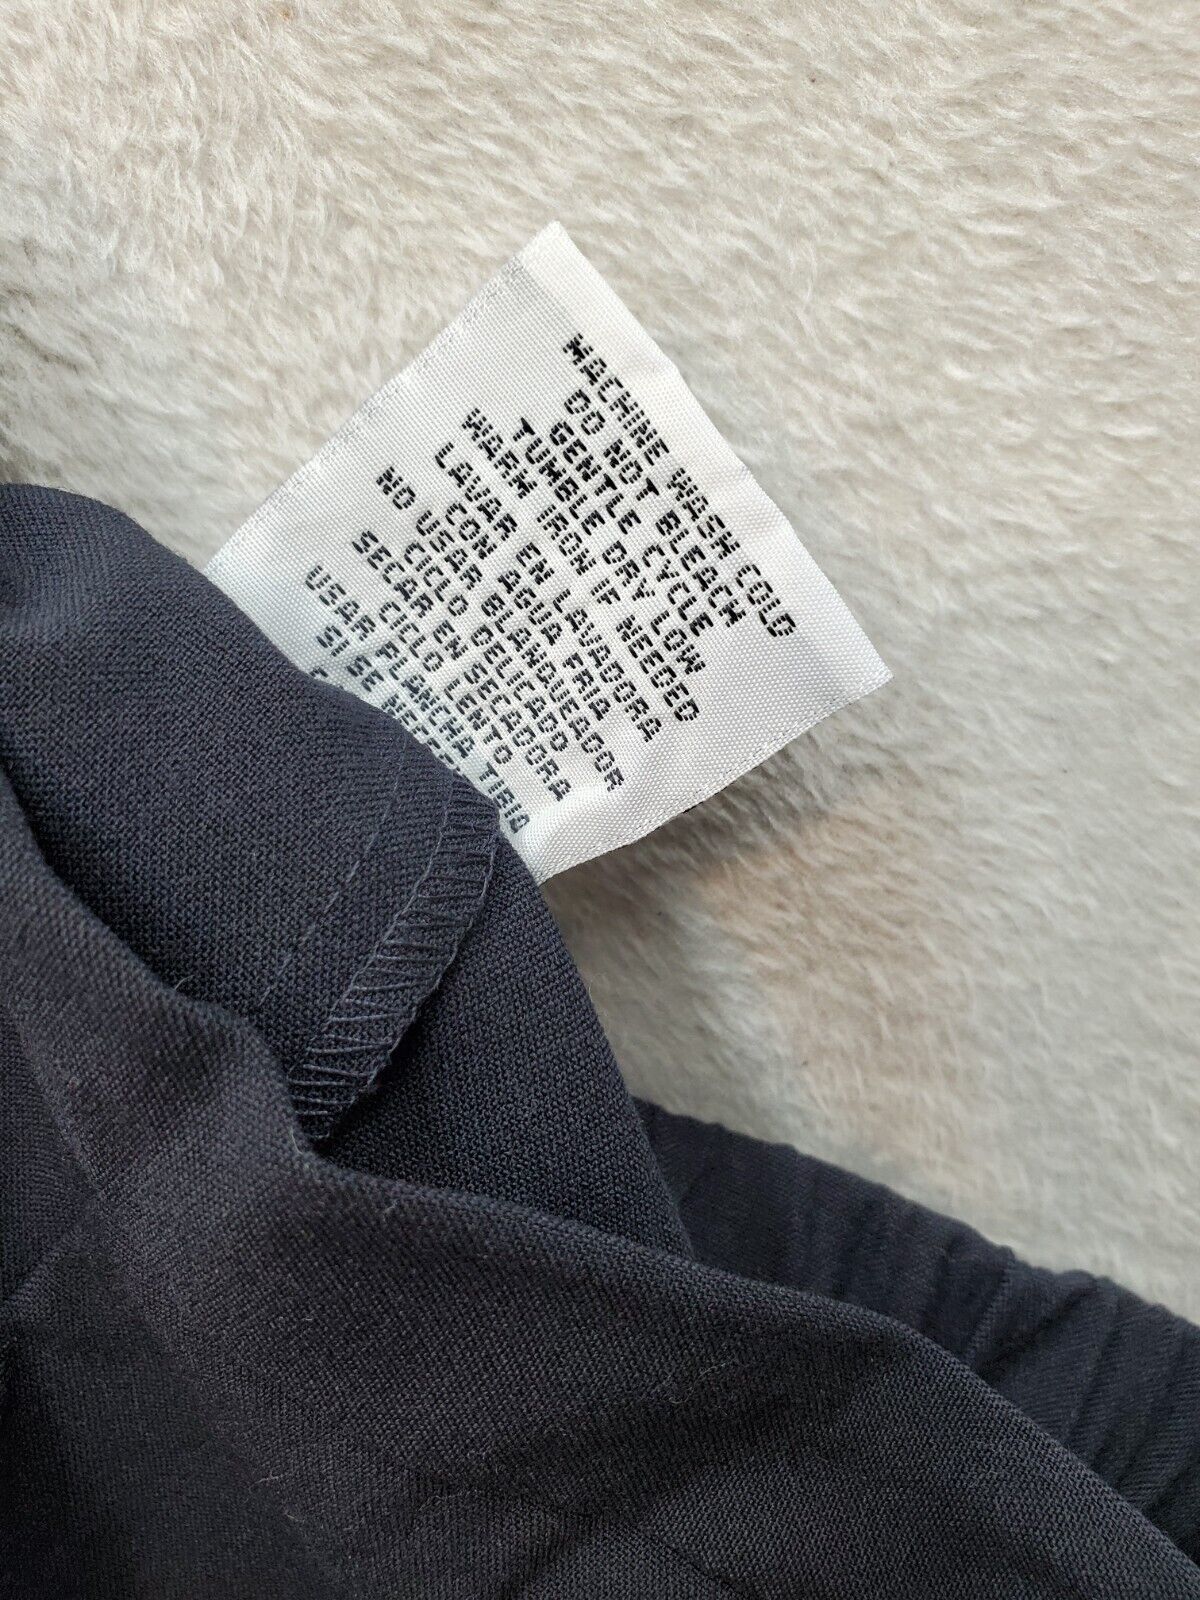 MACHINE WASH COLD
DO NOT BLEACH
GENTLE CYCLE
TUMBLE DRY LOW
WARM IRON IF NEEDED
LAVAR EN LAVADORA
CON AGUA FRIA
NO USAR BLANQUEADOR
CICLO DELICADO
SECAR EN SECADORA
CICLO LENTO
USAR PLANCHA TIBIO
SI SE